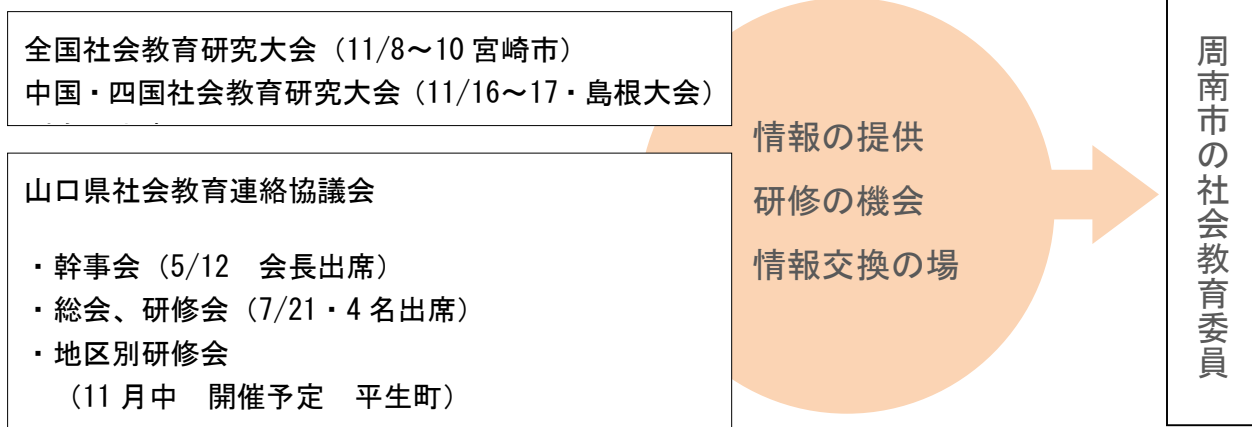 全国社会教育研究大会（11/8～10 宮崎市）
中国・四国社会教育研究大会（11/16～17・島根大会）
山口県社会教育連絡協議会
・幹事会（5/12　会長出席）
・総会、研修会（7/21・4 名出席）
・地区別研修会
（11 月中　開催予定　平生町）
情報の提供
研修の機会
情報交換の場
周南市の社会教育委員